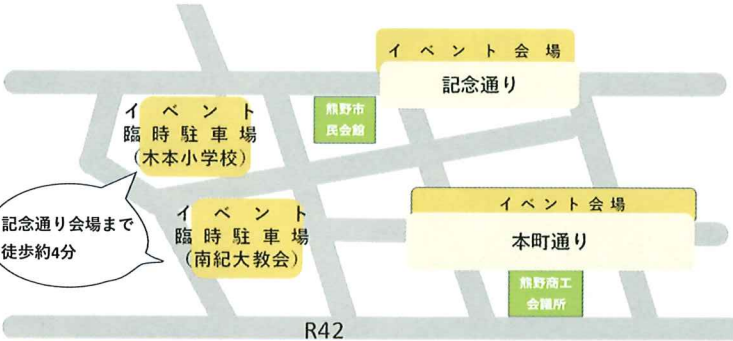 イベント会場
記念通り
イベント
臨時駐車場
(木本小学校)
熊野市
民会館
記念通り会場まで
徒歩約4分
イベント
臨時駐車場
(南紀大教会)
イベント会場
本町通り
熊野商工
会議所
R42